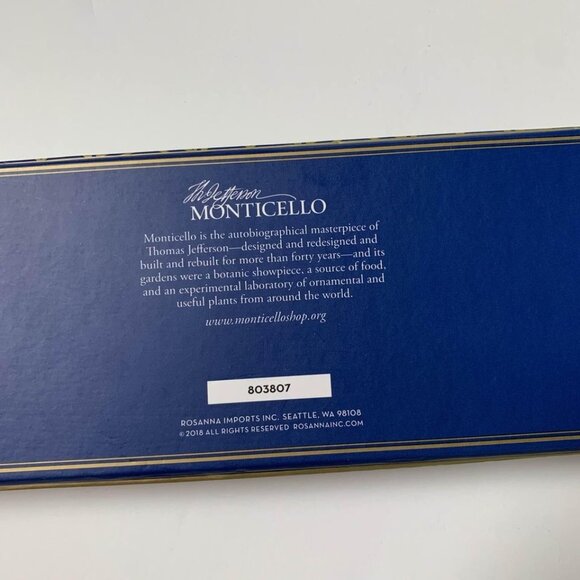 Th Jefferson
MONTICELLO
Monticello is the autobiographical masterpiece of
Thomas Jefferson—designed and redesigned and
built and rebuilt for more than forty years—and its
gardens were a botanic showpiece, a source of food,
and an experimental laboratory of ornamental and
useful plants from around the world.
www.monticelloshop.org
803807
ROSANNA IMPORTS INC. SEATTLE, WA 98108
©2018 ALL RIGHTS RESERVED ROSANNAINC.COM